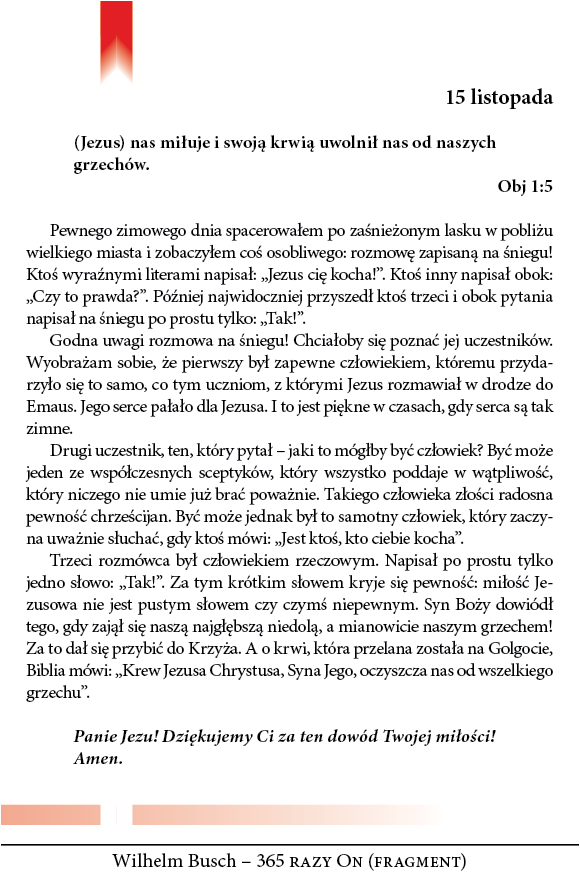 15 listopada
(Jezus) nas miłuje i swoją krwią uwolnił nas od naszych
grzechów.
Obj 1:5
Pewnego zimowego dnia spacerowałem po zaśnieżonym lasku w pobliżu
wielkiego miasta i zobaczyłem coś osobliwego: rozmowę zapisaną na śniegu!
Ktoś wyraźnymi literami napisał: „Jezus cię kocha!”. Ktoś inny napisał obok:
„Czy to prawda?”. Później najwidoczniej przyszedł ktoś trzeci i obok pytania
napisał na śniegu po prostu tylko: „Tak!”.
Godna uwagi rozmowa na śniegu! Chciałoby się poznać jej uczestników.
Wyobrażam sobie, że pierwszy był zapewne człowiekiem, któremu przyda-
rzyło się to samo, co tym uczniom, z którymi Jezus rozmawiał w drodze do
Emaus. Jego serce pałało dla Jezusa. I to jest piękne w czasach, gdy serca są tak
zimne.
Drugi uczestnik, ten, który pytał – jaki to mógłby być człowiek? Być może
jeden ze współczesnych sceptyków, który wszystko poddaje w wątpliwość,
który niczego nie umie już brać poważnie. Takiego człowieka złości radosna
pewność chrześcijan. Być może jednak był to samotny człowiek, który zaczy-
na uważnie słuchać, gdy ktoś mówi: „Jest ktoś, kto ciebie kocha”.
Trzeci rozmówca był człowiekiem rzeczowym. Napisał po prostu tylko
jedno słowo: „Tak!”. Za tym krótkim słowem kryje się pewność: miłość Je-
zusowa nie jest pustym słowem czy czymś niepewnym. Syn Boży dowiódł
tego, gdy zajął się naszą najgłębszą niedolą, a mianowicie naszym grzechem!
Za to dał się przybić do Krzyża. A o krwi, która przelana została na Golgocie,
Biblia mówi: „Krew Jezusa Chrystusa, Syna Jego, oczyszcza nas od wszelkiego
grzechu”.
Panie Jezu! Dziękujemy Ci za ten dowód Twojej miłości!
Amen.
Wilhelm Busch – 365 RAZY ON (FRAGMENT)